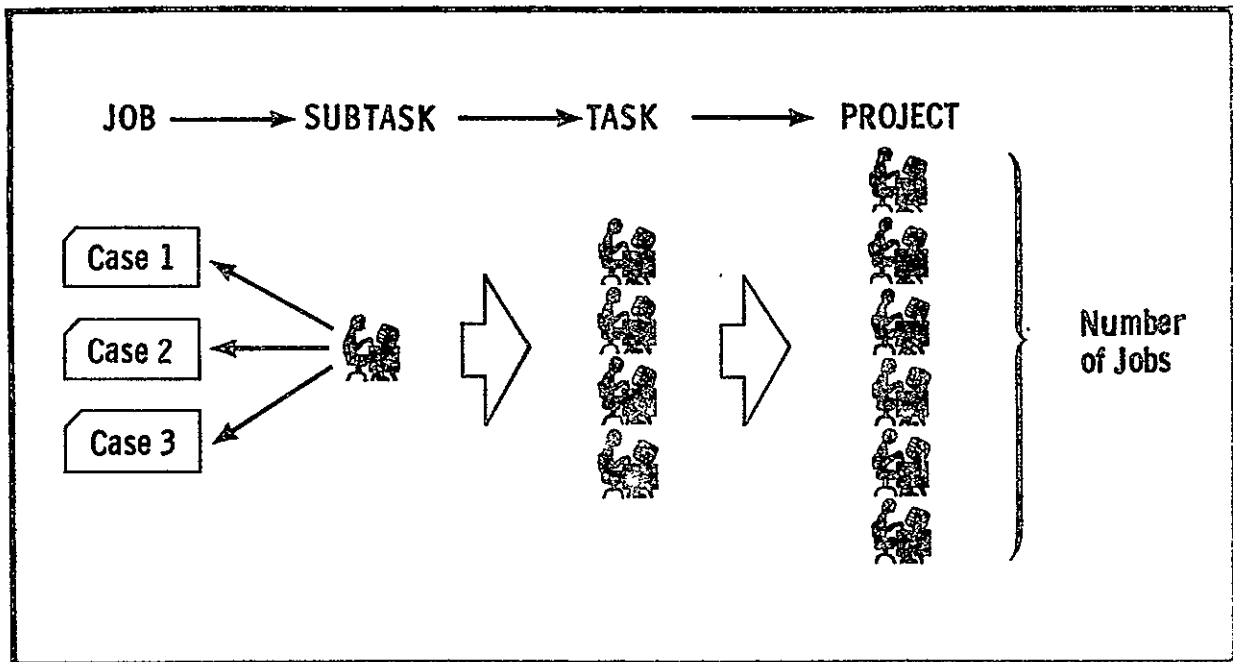 JOB SUBTASK TASK PROJECT
Case 1
Case 2
Case 3
Number
of Jobs